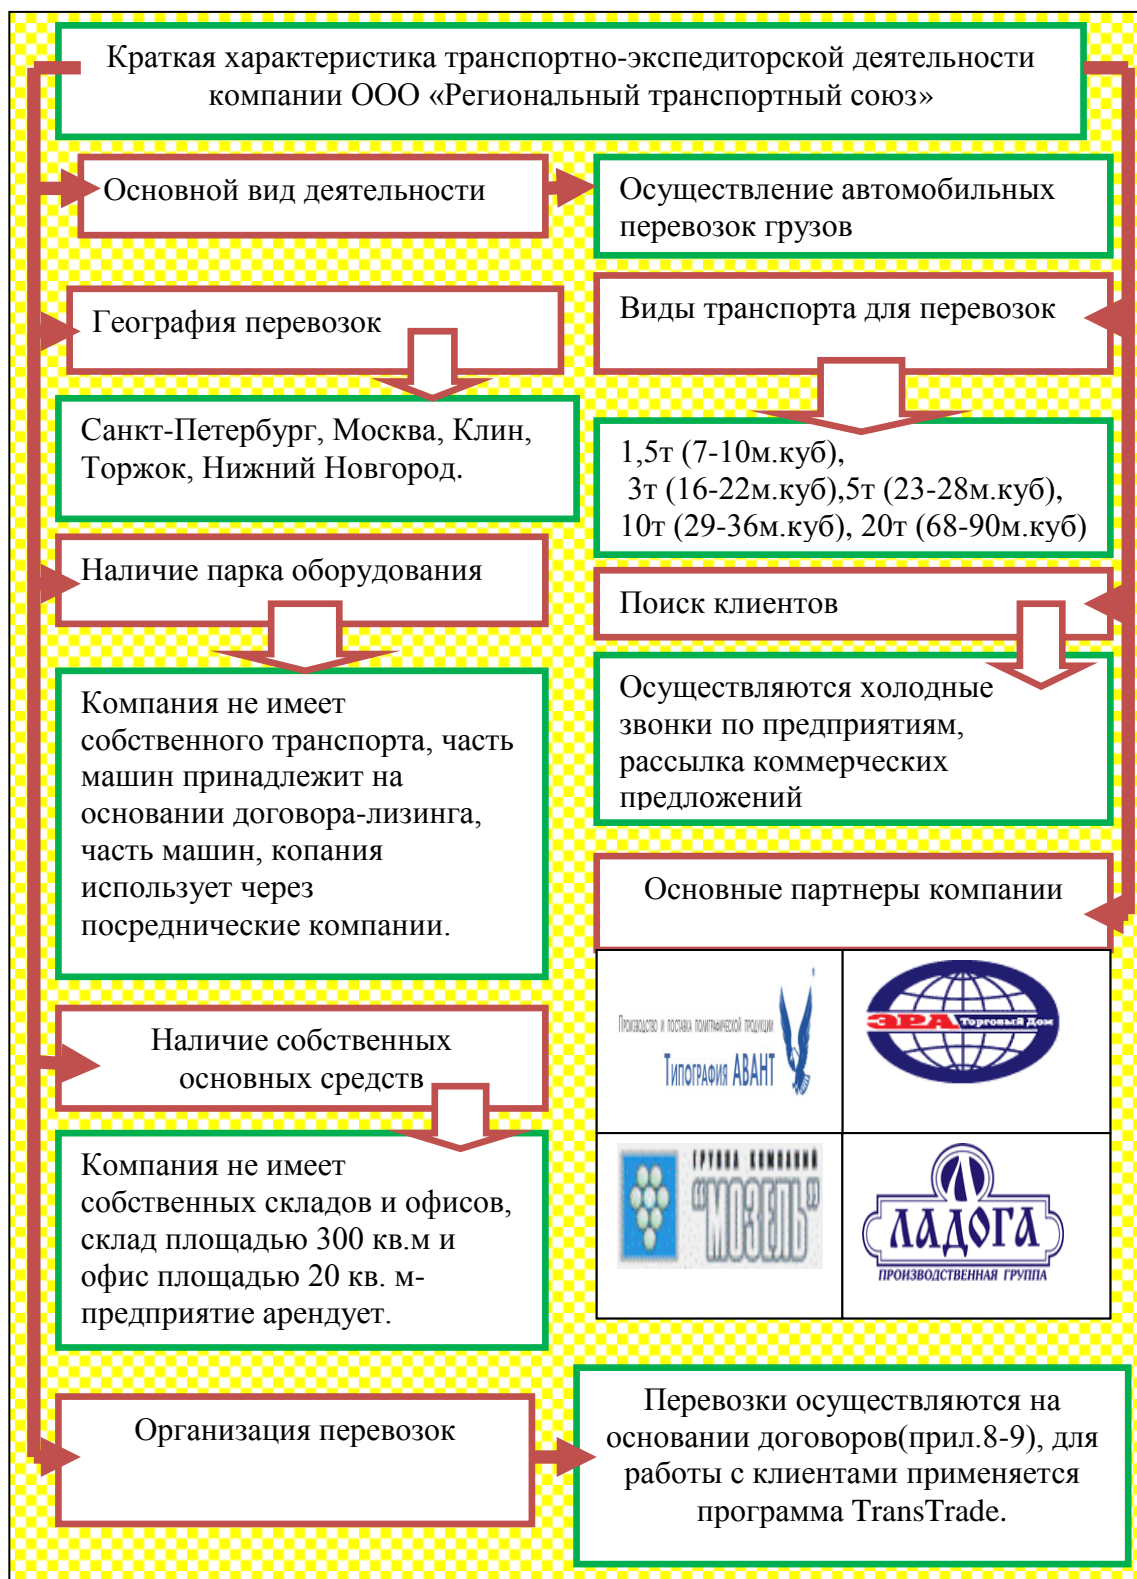 Краткая характеристика транспортно-экспедиторской деятельности
компании ООО «Региональный транспортный союз»
Основной вид деятельности
Осуществление автомобильных
перевозок грузов
География перевозок
Виды транспорта для перевозок
Санкт-Петербург, Москва, Клин,
Торжок, Нижний Новгород.
1,5т (7-10м.куб),
3т (16-22м.куб),5т (23-28м.куб),
10т (29-36м.куб), 20т (68-90м.куб)
Наличие парка оборудования
Поиск клиентов
Компания не имеет
собственного транспорта, часть
машин принадлежит на
основании договора-лизинга,
часть машин, копания
использует через
посреднические компании.
Осуществляются холодные
звонки по предприятиям,
рассылка коммерческих
предложений
Основные партнеры компании
Производство и поставка полиграфической продукции
Типография АВАНТ
ЭРА Торговый Дом
ГРУППА КОМПАНИЙ
"МОЗЕЛЬ"
ЛАДОГА
ПРОИЗВОДСТВЕННАЯ ГРУППА
Наличие собственных
основных средств
Компания не имеет
собственных складов и офисов,
склад площадью 300 кв.м и
офис площадью 20 кв. м-
предприятие арендует.
Организация перевозок
Перевозки осуществляются на
основании договоров(прил.8-9), для
работы с клиентами применяется
программа TransTrade.